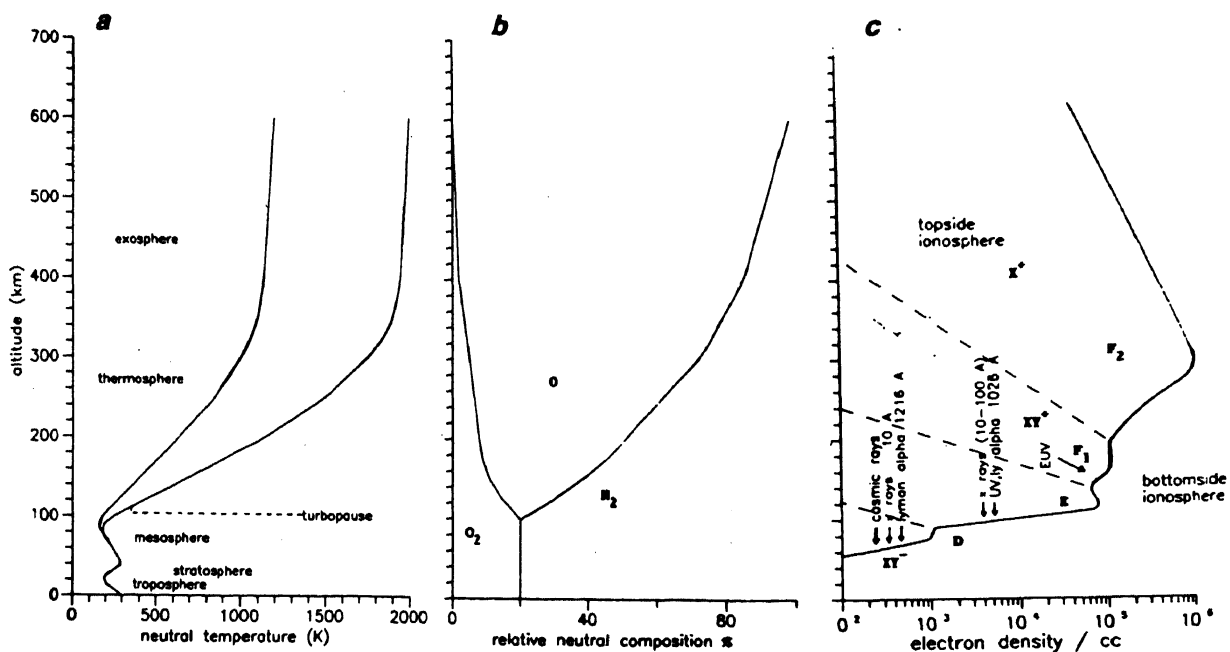 a
b
c
700
600
500
400
300
200
100
0
altitude (km)
exosphere
thermosphere
turbopause
mesosphere
stratosphere
troposphere
500
1000
1500
2000
neutral temperature (K)
O
N2
O2
0
20
40
60
80
relative neutral composition %
topside
ionosphere
X+
F2
XY+
F1
EUV
bottomside
ionosphere
E
D
XY-
cosmic rays
x rays 10 A
lyman alpha/1216 A
x rays (10-100 A)
UV,ly alpha 1026 A
0 2
10 3
10 4
10 5
10 6
electron density / cc